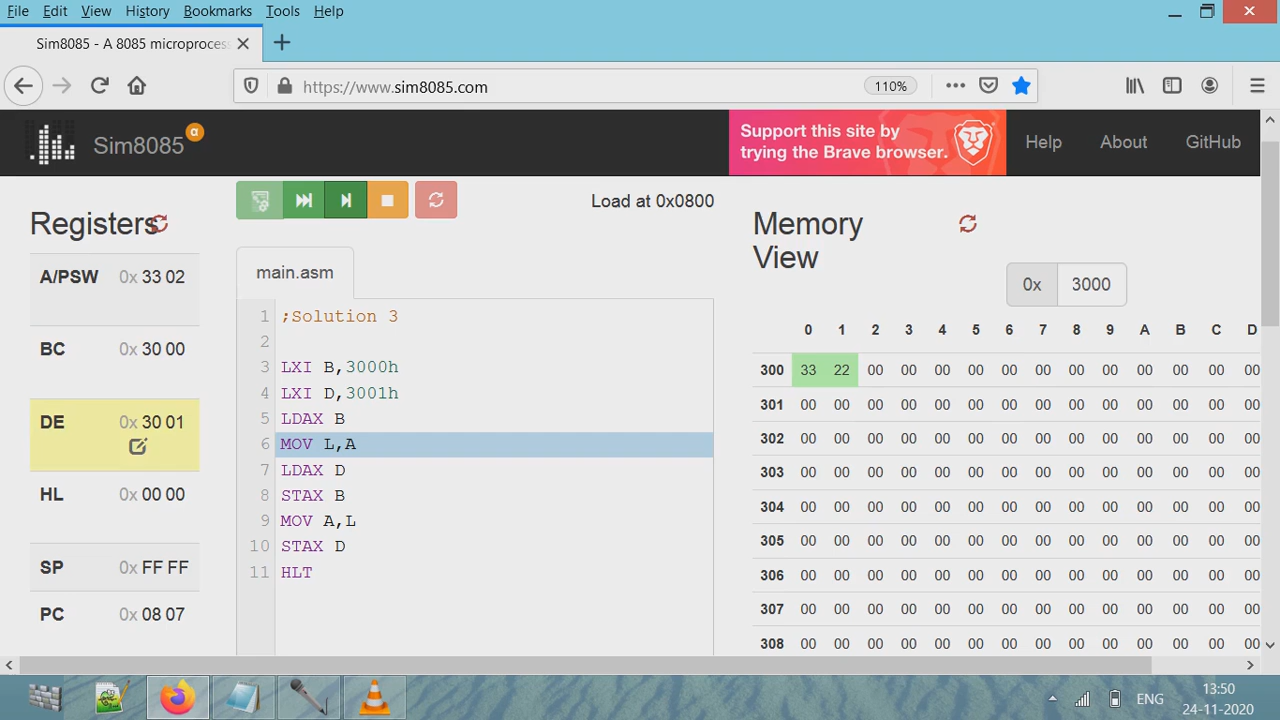 File Edit View History Bookmarks Tools Help
Sim8085 - A 8085 microproces
https://www.sim8085.com
110%
Sim8085 α
Support this site by
trying the Brave browser.
Help About GitHub
Registers
A/PSW 0x 33 02
BC 0x 30 00
DE 0x 30 01
HL 0x 00 00
SP 0x FF FF
PC 0x 08 07
Load at 0x0800
main.asm
1 ;Solution 3
2
3 LXI B,3000h
4 LXI D,3001h
5 LDAX B
6 MOV L,A
7 LDAX D
8 STAX B
9 MOV A,L
10 STAX D
11 HLT
Memory
View
0x 3000
0 1 2 3 4 5 6 7 8 9 A B C D
300 33 22 00 00 00 00 00 00 00 00 00 00 00 00
301 00 00 00 00 00 00 00 00 00 00 00 00 00 00
302 00 00 00 00 00 00 00 00 00 00 00 00 00 00
303 00 00 00 00 00 00 00 00 00 00 00 00 00 00
304 00 00 00 00 00 00 00 00 00 00 00 00 00 00
305 00 00 00 00 00 00 00 00 00 00 00 00 00 00
306 00 00 00 00 00 00 00 00 00 00 00 00 00 00
307 00 00 00 00 00 00 00 00 00 00 00 00 00 00
308 00 00 00 00 00 00 00 00 00 00 00 00 00 00
ENG
13:50
24-11-2020